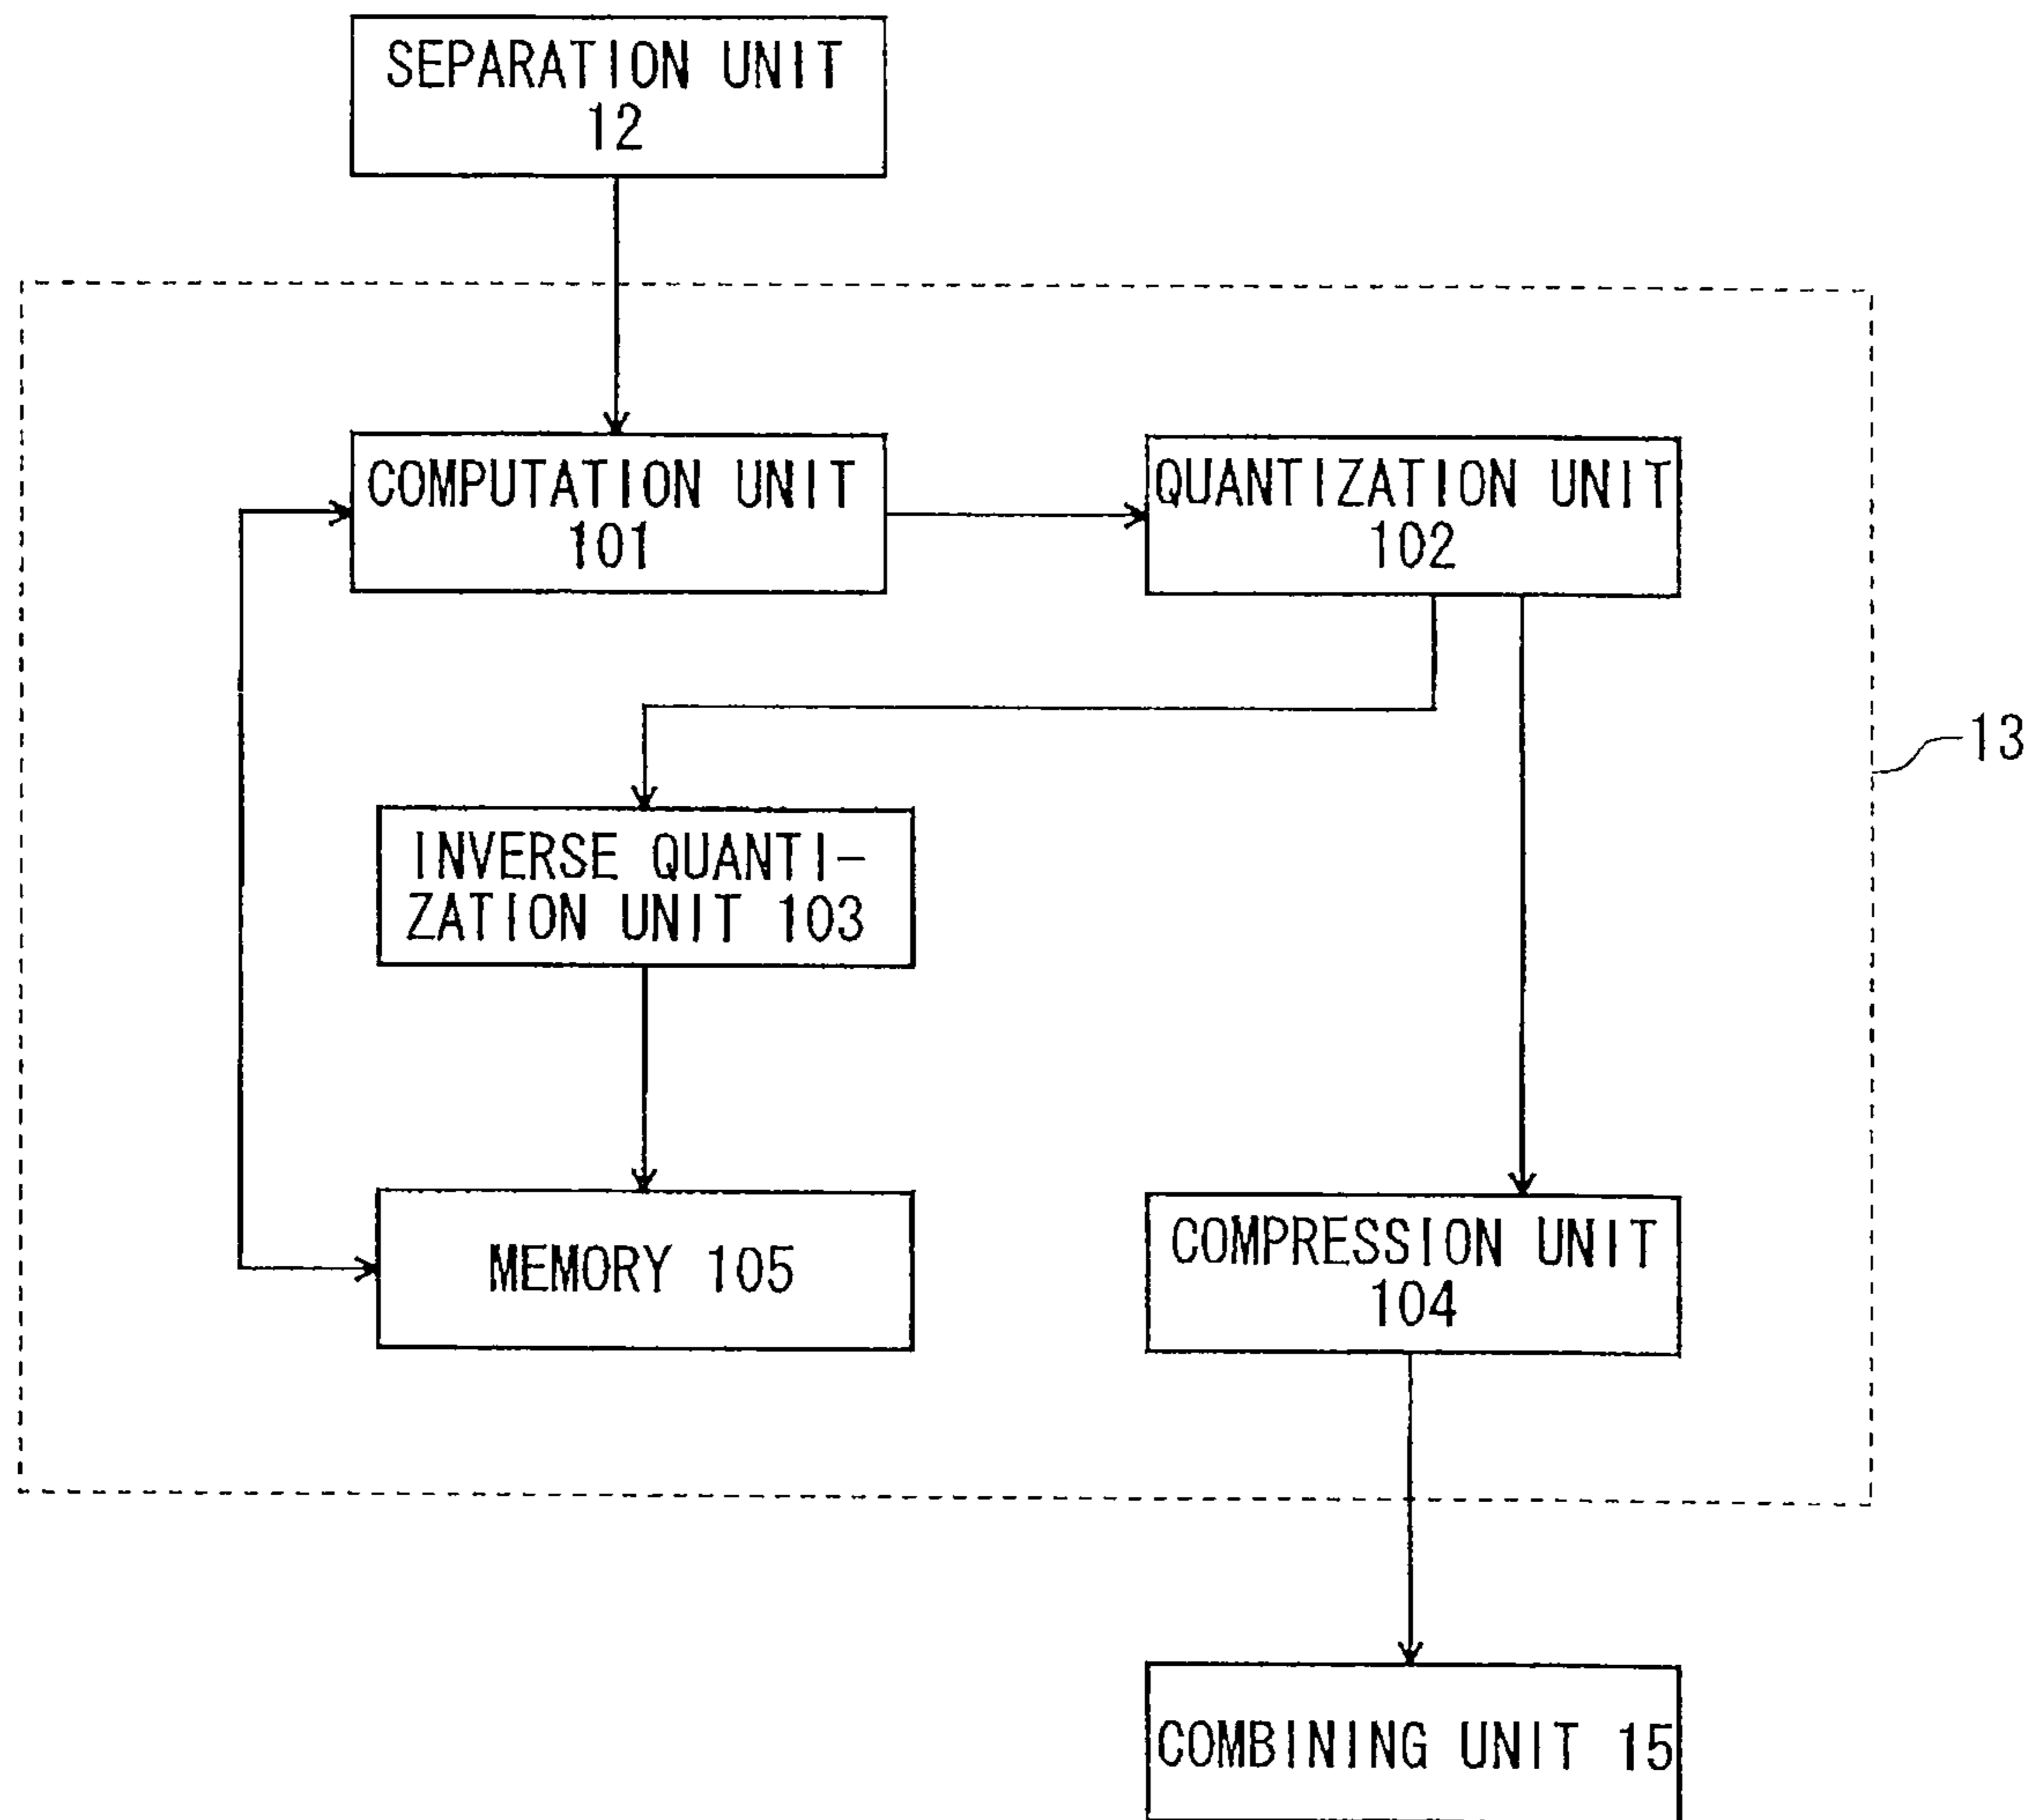 SEPARATION UNIT
12
COMPUTATION UNIT
101
QUANTIZATION UNIT
102
13
INVERSE QUANTI-
ZATION UNIT 103
MEMORY 105
COMPRESSION UNIT
104
COMBINING UNIT 15